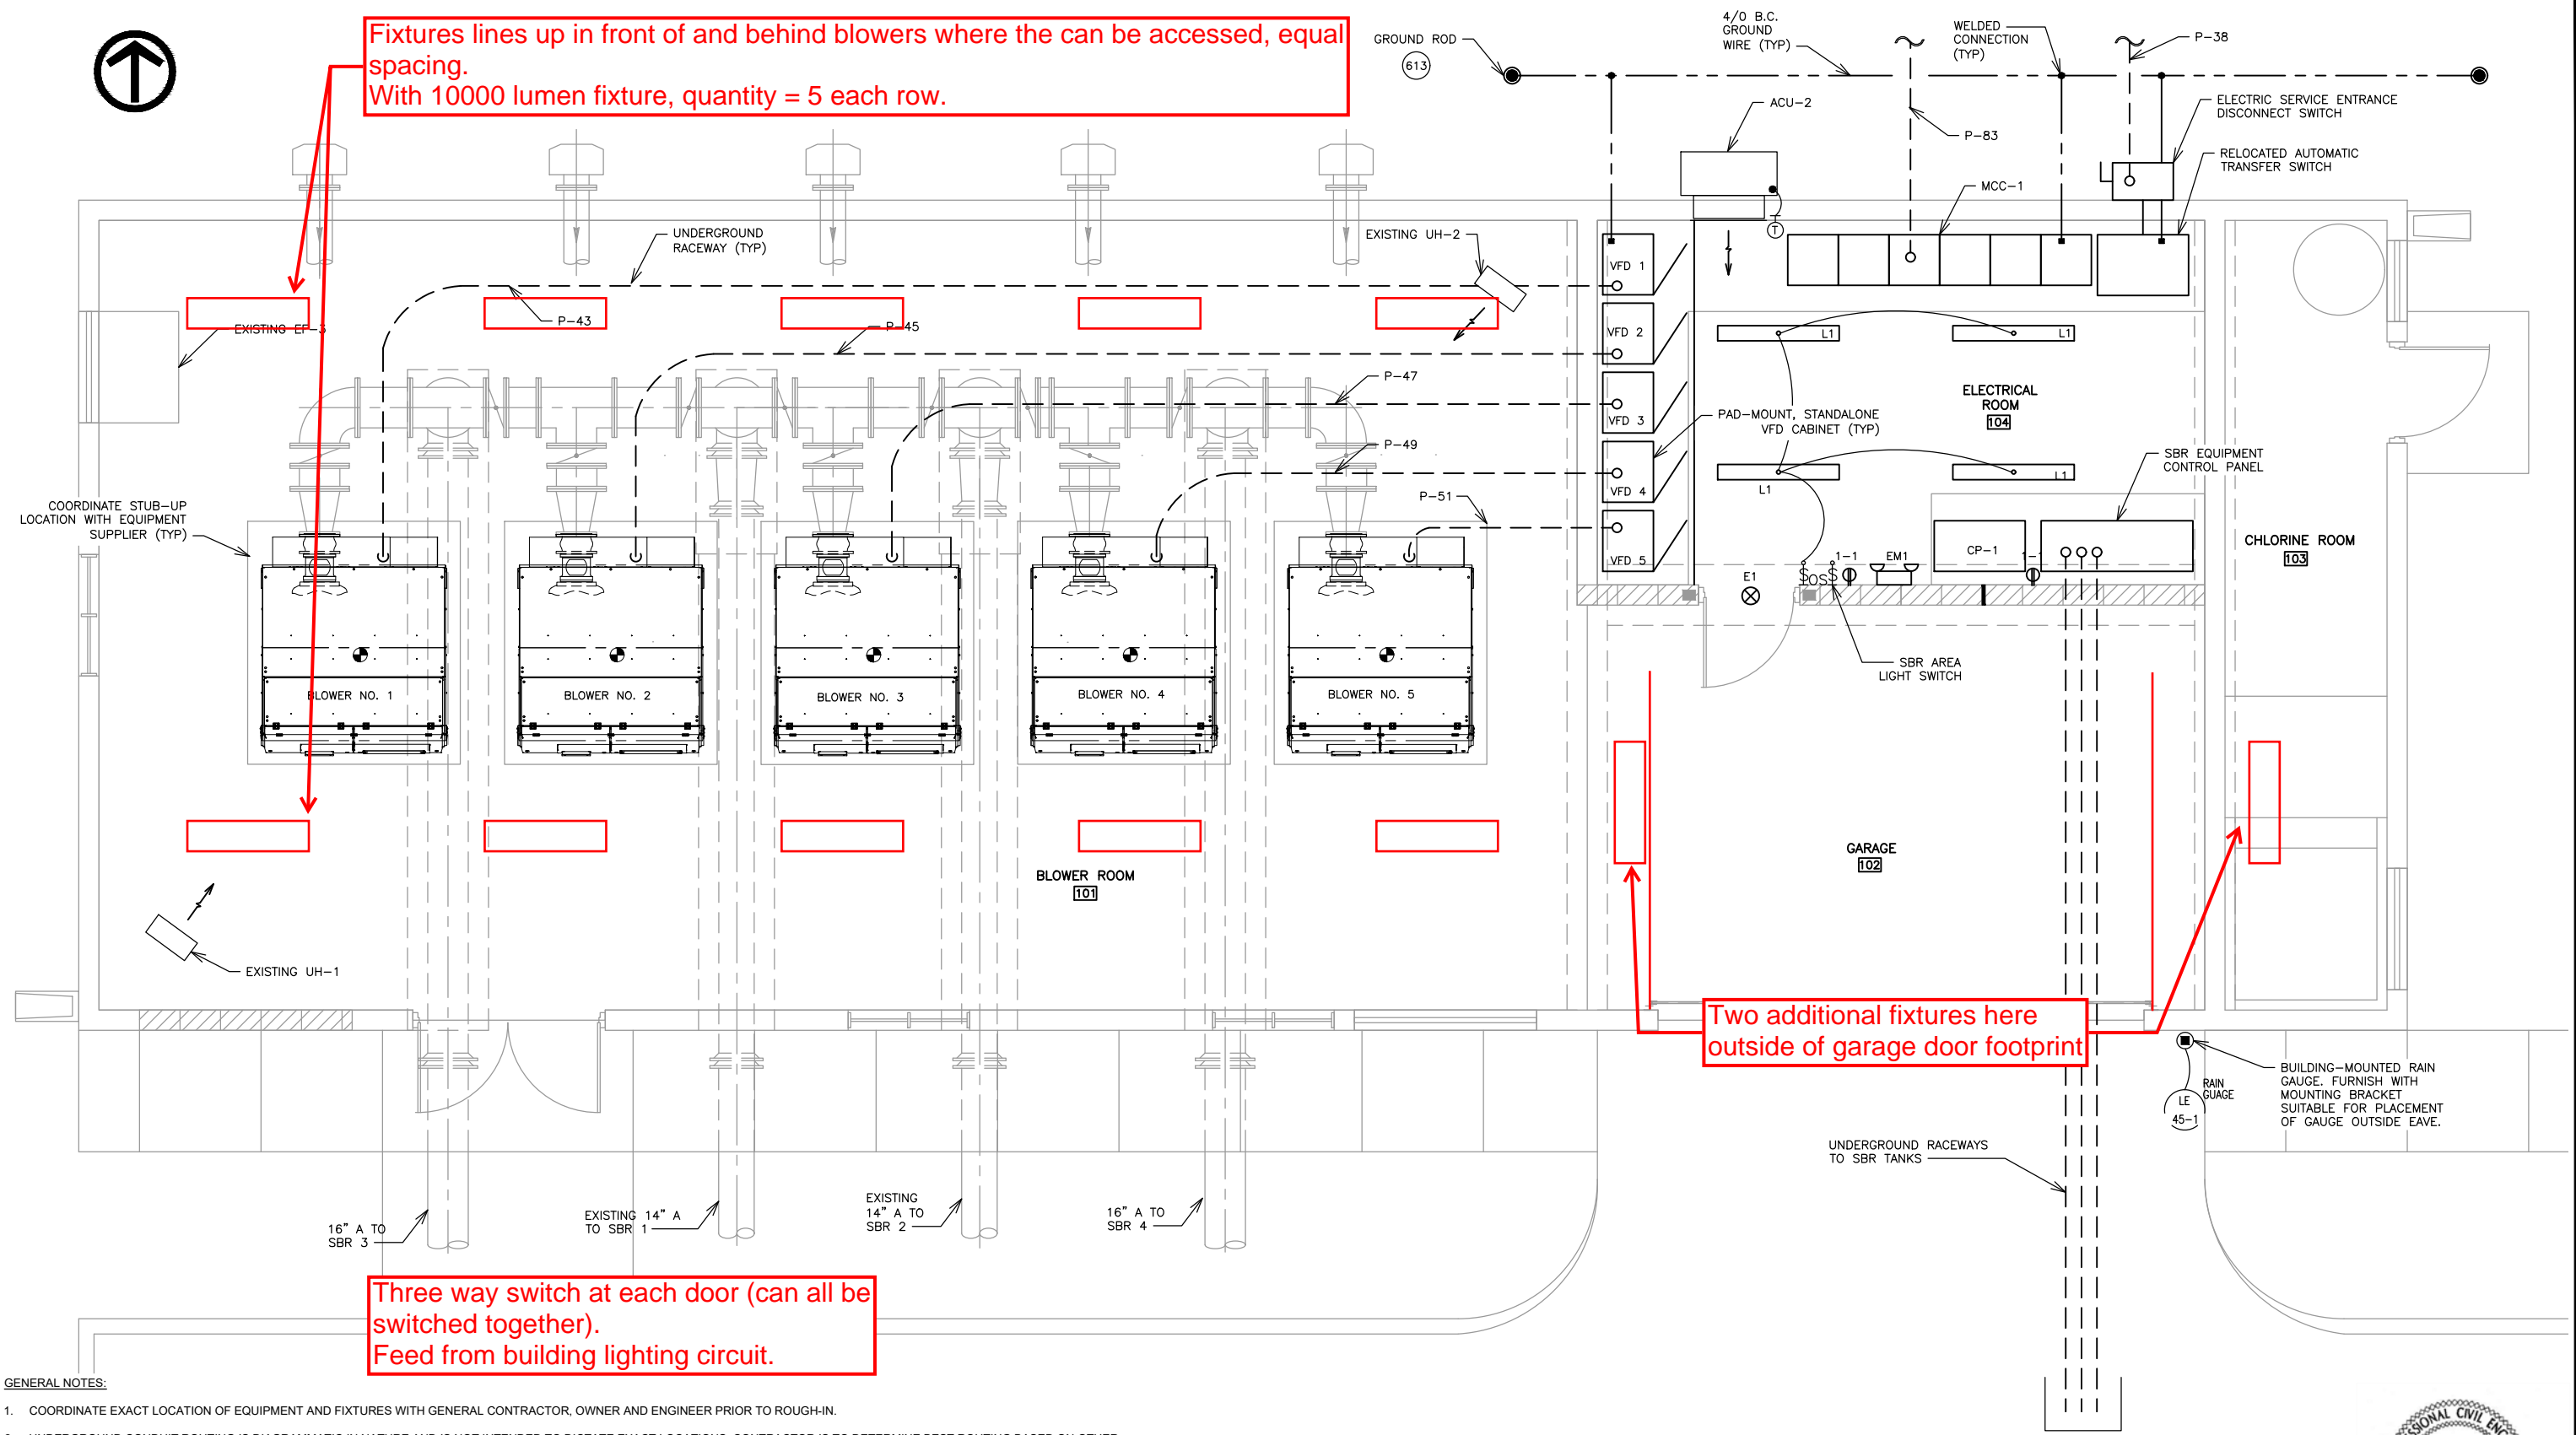 Fixtures lines up in front of and behind blowers where the can be accessed, equal
spacing.
With 10000 lumen fixture, quantity = 5 each row.
GROUND ROD
613
4/0 B.C.
GROUND
WIRE (TYP)
WELDED
CONNECTION
(TYP)
P-38
ACU-2
P-83
ELECTRIC SERVICE ENTRANCE
DISCONNECT SWITCH
RELOCATED AUTOMATIC
TRANSFER SWITCH
MCC-1
T
UNDERGROUND
RACEWAY (TYP)
EXISTING UH-2
VFD 1
VFD 2
VFD 3
VFD 4
VFD 5
EXISTING EF-3
P-43
P-45
P-47
P-49
P-51
L1
L1
L1
L1
ELECTRICAL
ROOM
104
PAD-MOUNT, STANDALONE
VFD CABINET (TYP)
SBR EQUIPMENT
CONTROL PANEL
COORDINATE STUB-UP
LOCATION WITH EQUIPMENT
SUPPLIER (TYP)
1-1
EM1
CP-1
1-1
E1
$OS$
CHLORINE ROOM
103
SBR AREA
LIGHT SWITCH
BLOWER NO. 1
BLOWER NO. 2
BLOWER NO. 3
BLOWER NO. 4
BLOWER NO. 5
BLOWER ROOM
101
GARAGE
102
EXISTING UH-1
Two additional fixtures here
outside of garage door footprint
BUILDING-MOUNTED RAIN
GAUGE. FURNISH WITH
MOUNTING BRACKET
SUITABLE FOR PLACEMENT
OF GAUGE OUTSIDE EAVE.
RAIN
GUAGE
LE
45-1
UNDERGROUND RACEWAYS
TO SBR TANKS
16" A TO
SBR 3
EXISTING 14" A
TO SBR 1
EXISTING
14" A TO
SBR 2
16" A TO
SBR 4
Three way switch at each door (can all be
switched together).
Feed from building lighting circuit.
GENERAL NOTES:
1. COORDINATE EXACT LOCATION OF EQUIPMENT AND FIXTURES WITH GENERAL CONTRACTOR, OWNER AND ENGINEER PRIOR TO ROUGH-IN.
CIVIL